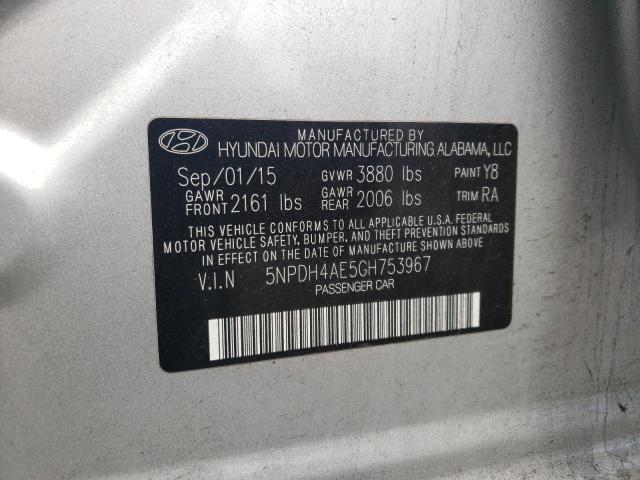 MANUFACTURED BY
HYUNDAI MOTOR MANUFACTURING ALABAMA, LLC
Sep/01/15 GVWR 3880 lbs PAINT Y8
GAWR FRONT 2161 lbs GAWR REAR 2006 lbs TRIM RA
THIS VEHICLE CONFORMS TO ALL APPLICABLE U.S.A. FEDERAL
MOTOR VEHICLE SAFETY, BUMPER, AND THEFT PREVENTION STANDARDS
IN EFFECT ON THE DATE OF MANUFACTURE SHOWN ABOVE.
V.I.N 5NPDH4AE5GH753967
PASSENGER CAR